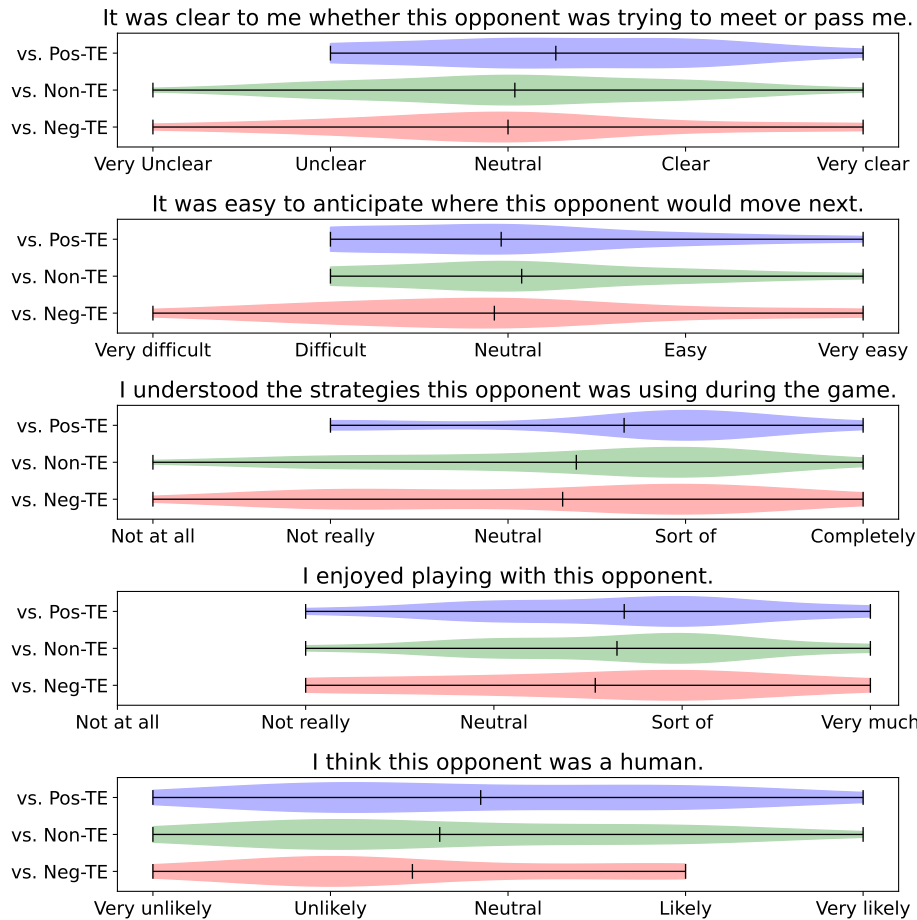 It was clear to me whether this opponent was trying to meet or pass me.
vs. Pos-TE
vs. Non-TE
vs. Neg-TE
Very Unclear Unclear Neutral Clear Very clear
It was easy to anticipate where this opponent would move next.
vs. Pos-TE
vs. Non-TE
vs. Neg-TE
Very difficult Difficult Neutral Easy Very easy
I understood the strategies this opponent was using during the game.
vs. Pos-TE
vs. Non-TE
vs. Neg-TE
Not at all Not really Neutral Sort of Completely
I enjoyed playing with this opponent.
vs. Pos-TE
vs. Non-TE
vs. Neg-TE
Not at all Not really Neutral Sort of Very much
I think this opponent was a human.
vs. Pos-TE
vs. Non-TE
vs. Neg-TE
Very unlikely Unlikely Neutral Likely Very likely